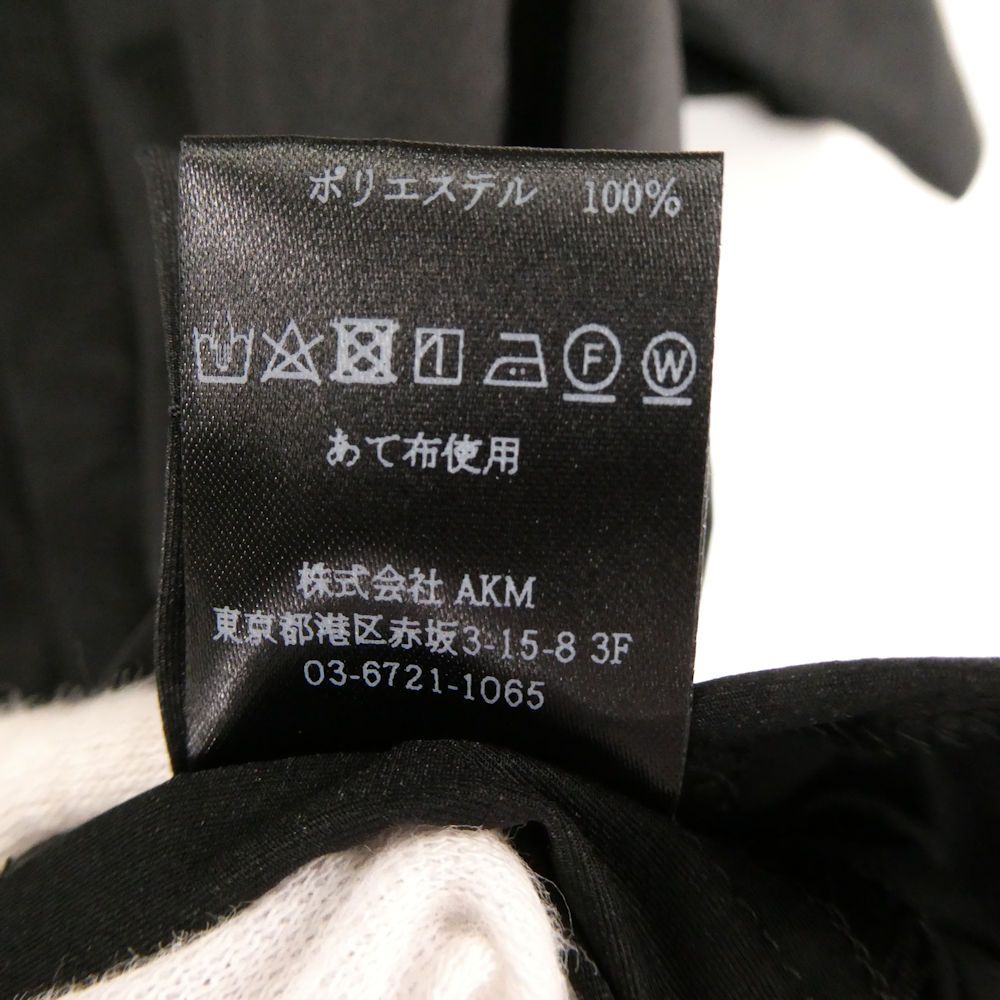 ポリエステル 100%
F W
あて布使用
株式会社 AKM
東京都港区赤坂3-15-8 3F
03-6721-1065